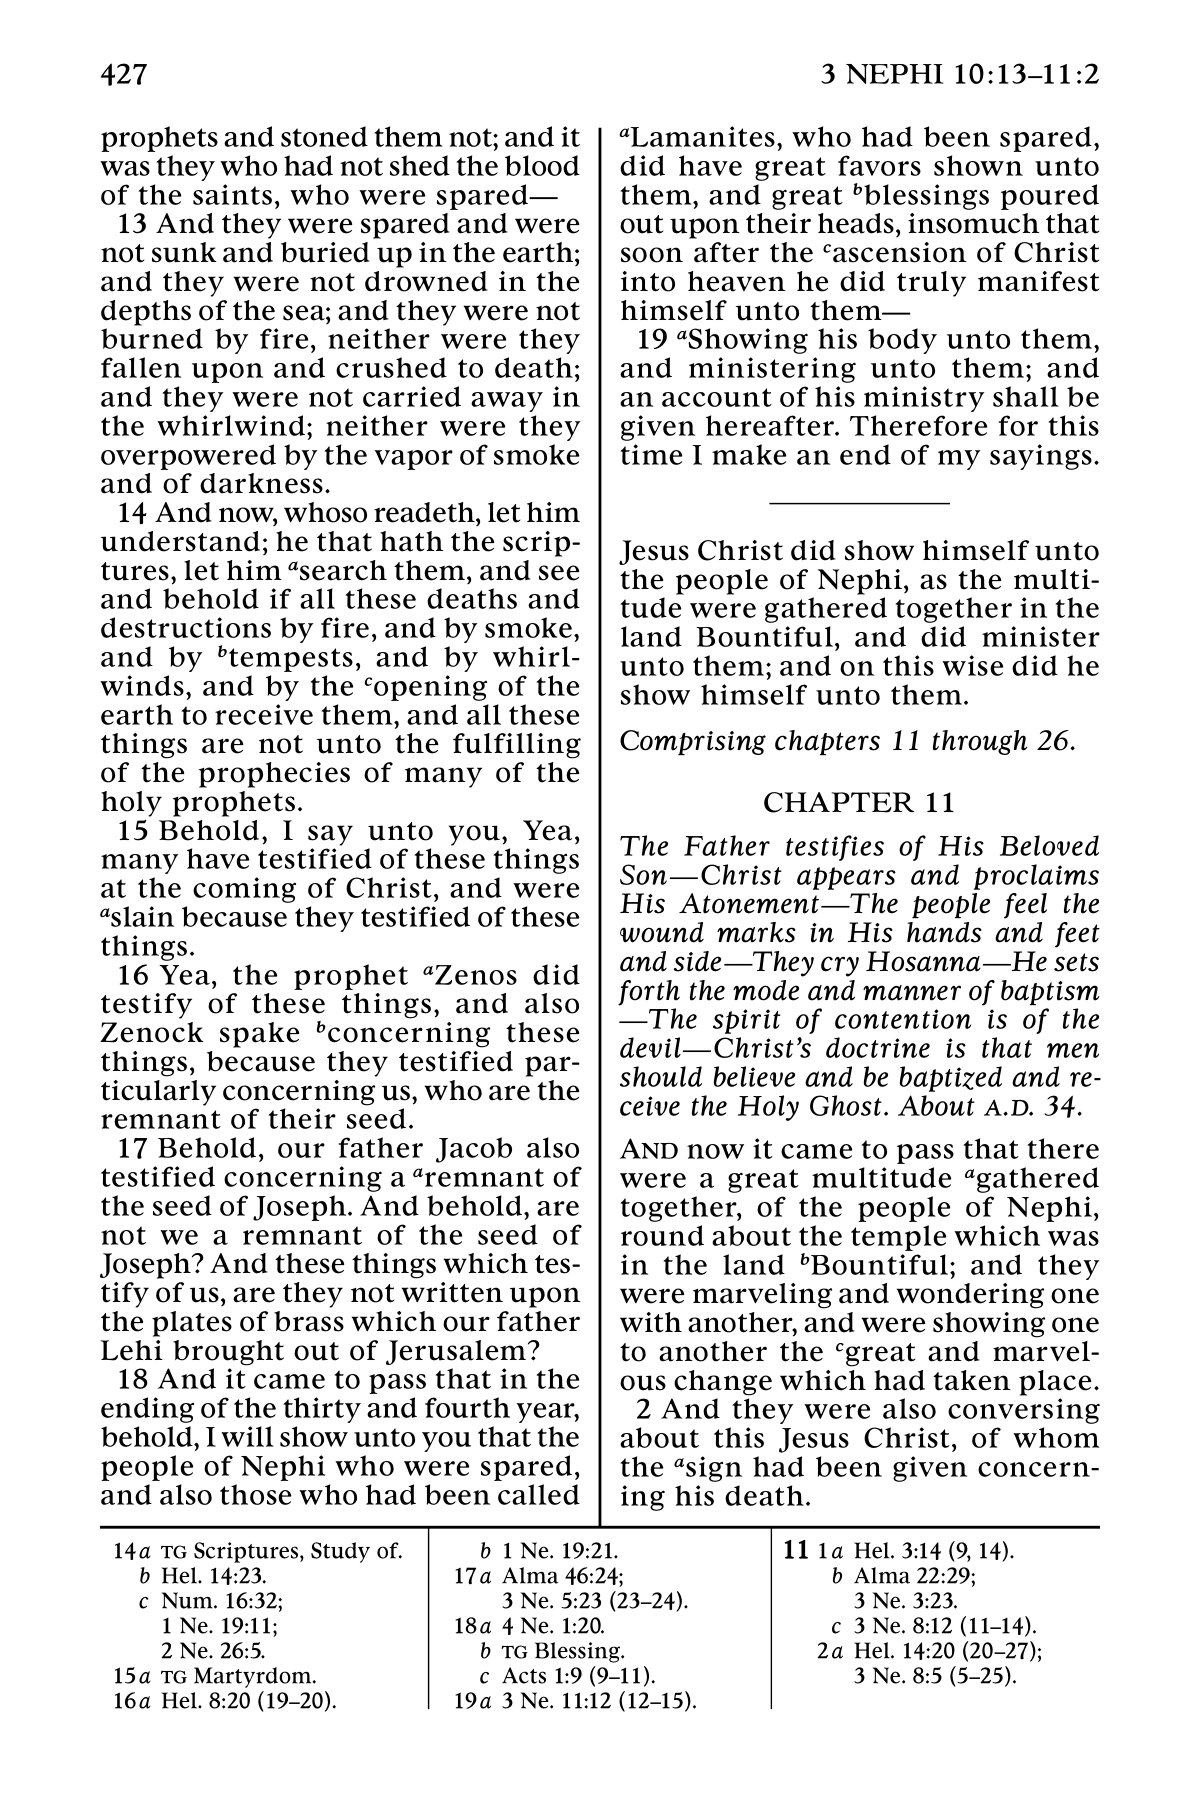 427
3 NEPHI 10:13–11:2
prophets and stoned them not; and it
was they who had not shed the blood
of the saints, who were spared—
13 And they were spared and were
not sunk and buried up in the earth;
and they were not drowned in the
depths of the sea; and they were not
burned by fire, neither were they
fallen upon and crushed to death;
and they were not carried away in
the whirlwind; neither were they
overpowered by the vapor of smoke
and of darkness.
14 And now, whoso readeth, let him
understand; he that hath the scrip-
tures, let him asearch them, and see
and behold if all these deaths and
destructions by fire, and by smoke,
and by btempests, and by whirl-
winds, and by the copening of the
earth to receive them, and all these
things are not unto the fulfilling
of the prophecies of many of the
holy prophets.
15 Behold, I say unto you, Yea,
many have testified of these things
at the coming of Christ, and were
aslain because they testified of these
things.
16 Yea, the prophet aZenos did
testify of these things, and also
Zenock spake bconcerning these
things, because they testified par-
ticularly concerning us, who are the
remnant of their seed.
17 Behold, our father Jacob also
testified concerning a aremnant of
the seed of Joseph. And behold, are
not we a remnant of the seed of
Joseph? And these things which tes-
tify of us, are they not written upon
the plates of brass which our father
Lehi brought out of Jerusalem?
18 And it came to pass that in the
ending of the thirty and fourth year,
behold, I will show unto you that the
people of Nephi who were spared,
and also those who had been called
aLamanites, who had been spared,
did have great favors shown unto
them, and great bblessings poured
out upon their heads, insomuch that
soon after the cascension of Christ
into heaven he did truly manifest
himself unto them—
19 aShowing his body unto them,
and ministering unto them; and
an account of his ministry shall be
given hereafter. Therefore for this
time I make an end of my sayings.
Jesus Christ did show himself unto
the people of Nephi, as the multi-
tude were gathered together in the
land Bountiful, and did minister
unto them; and on this wise did he
show himself unto them.
Comprising chapters 11 through 26.
CHAPTER 11
The Father testifies of His Beloved
Son—Christ appears and proclaims
His Atonement—The people feel the
wound marks in His hands and feet
and side—They cry Hosanna—He sets
forth the mode and manner of baptism
—The spirit of contention is of the
devil—Christ's doctrine is that men
should believe and be baptized and re-
ceive the Holy Ghost. About A.D. 34.
AND now it came to pass that there
were a great multitude agathered
together, of the people of Nephi,
round about the temple which was
in the land bBountiful; and they
were marveling and wondering one
with another, and were showing one
to another the cgreat and marvel-
ous change which had taken place.
2 And they were also conversing
about this Jesus Christ, of whom
the asign had been given concern-
ing his death.
14a TG Scriptures, Study of.
b Hel. 14:23.
c Num. 16:32;
1 Ne. 19:11;
2 Ne. 26:5.
15a TG Martyrdom.
16a Hel. 8:20 (19–20).
b 1 Ne. 19:21.
17a Alma 46:24;
3 Ne. 5:23 (23–24).
18a 4 Ne. 1:20.
b TG Blessing.
c Acts 1:9 (9–11).
19a 3 Ne. 11:12 (12–15).
11 1a Hel. 3:14 (9, 14).
b Alma 22:29;
3 Ne. 3:23.
c 3 Ne. 8:12 (11–14).
2a Hel. 14:20 (20–27);
3 Ne. 8:5 (5–25).